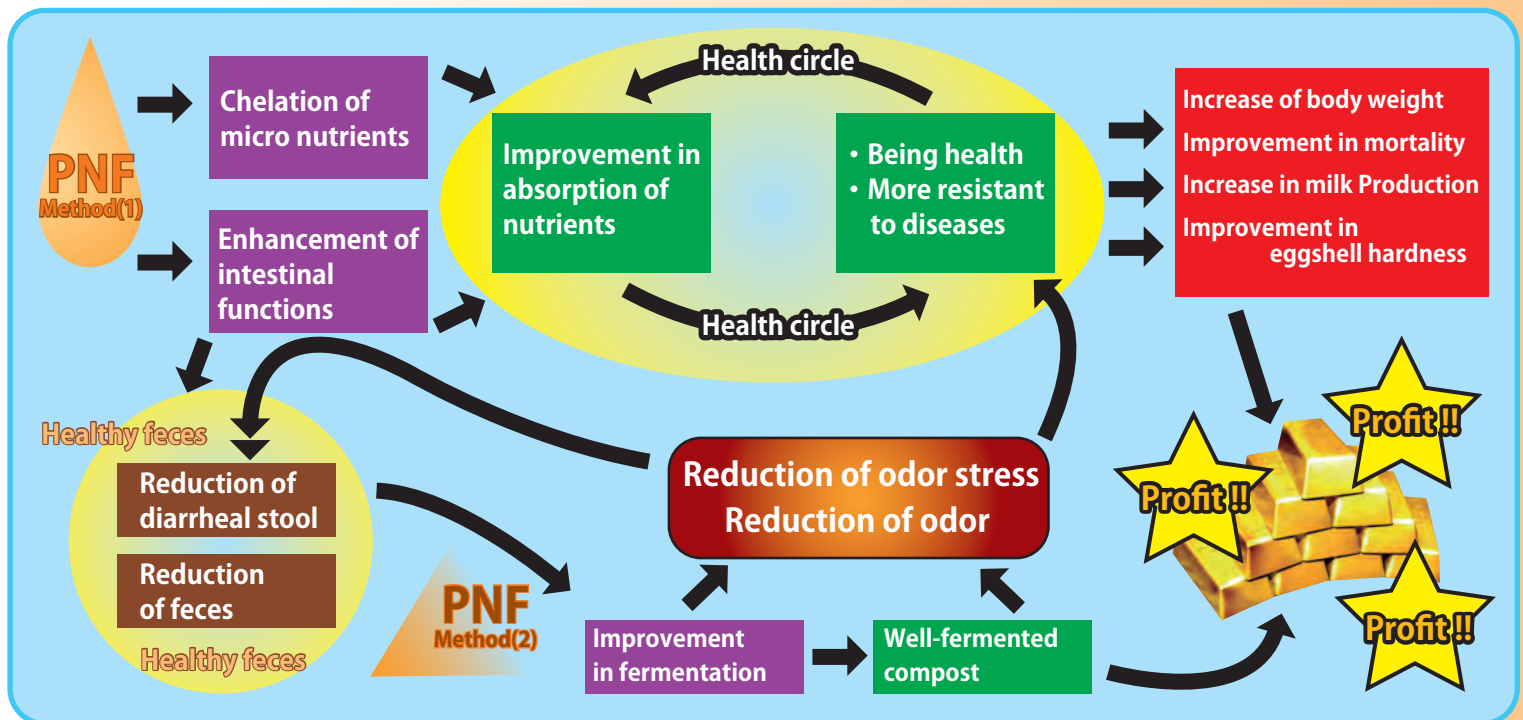 PNF
Method(1)
Chelation of
micro nutrients
Enhancement of
intestinal
functions
Health circle
Improvement in
absorption of
nutrients
• Being health
• More resistant
to diseases
Health circle
Increase of body weight
Improvement in mortality
Increase in milk Production
Improvement in
eggshell hardness
Healthy feces
Reduction of
diarrheal stool
Reduction
of feces
Healthy feces
PNF
Method(2)
Reduction of odor stress
Reduction of odor
Improvement
in fermentation
Well-fermented
compost
Profit !!
Profit !!
Profit !!